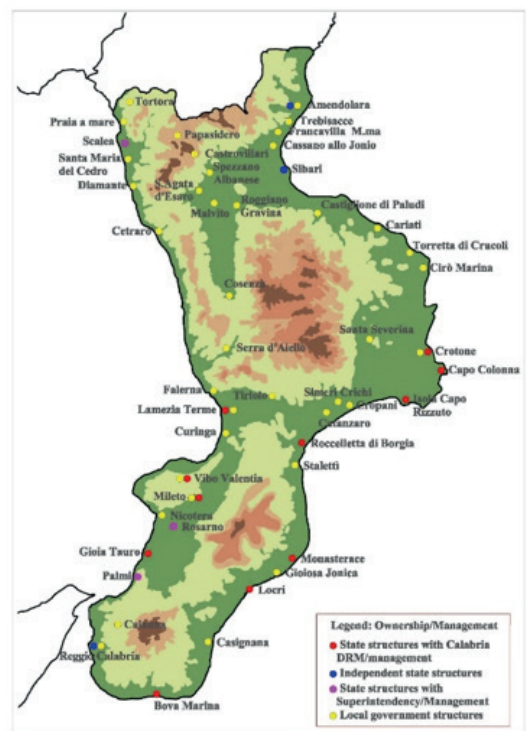 Tortora
Amendolara
Praia a mare
Trebisacce
Francavilla M.ma
Papasidero
Scalea
Cassano allo Jonio
Castrovillari
Santa Maria
del Cedro
Spezzano
Albanese
Sibari
Diamante
S.Agata
d'Esaro
Roggiano
Gravina
Malvito
Castiglione di Paludi
Cariati
Cetraro
Torretta di Crucoli
Cirò Marina
Cosenza
Santa Severina
Serra d'Aiello
Crotone
Capo Colonna
Falerna
Tiriolo
Simeri Crichi
Isola Capo
Rizzuto
Cropani
Lamezia Terme
Catanzaro
Curinga
Roccelletta di Borgia
Stalettì
Vibo Valentia
Mileto
Nicotera
Rosarno
Gioia Tauro
Monasterace
Palmi
Gioiosa Jonica
Locri
Casignana
Reggio Calabria
Bova Marina
Legend: Ownership/Management
State structures with Calabria
DRM/management
Independent state structures
State structures with
Superintendency/Management
Local government structures